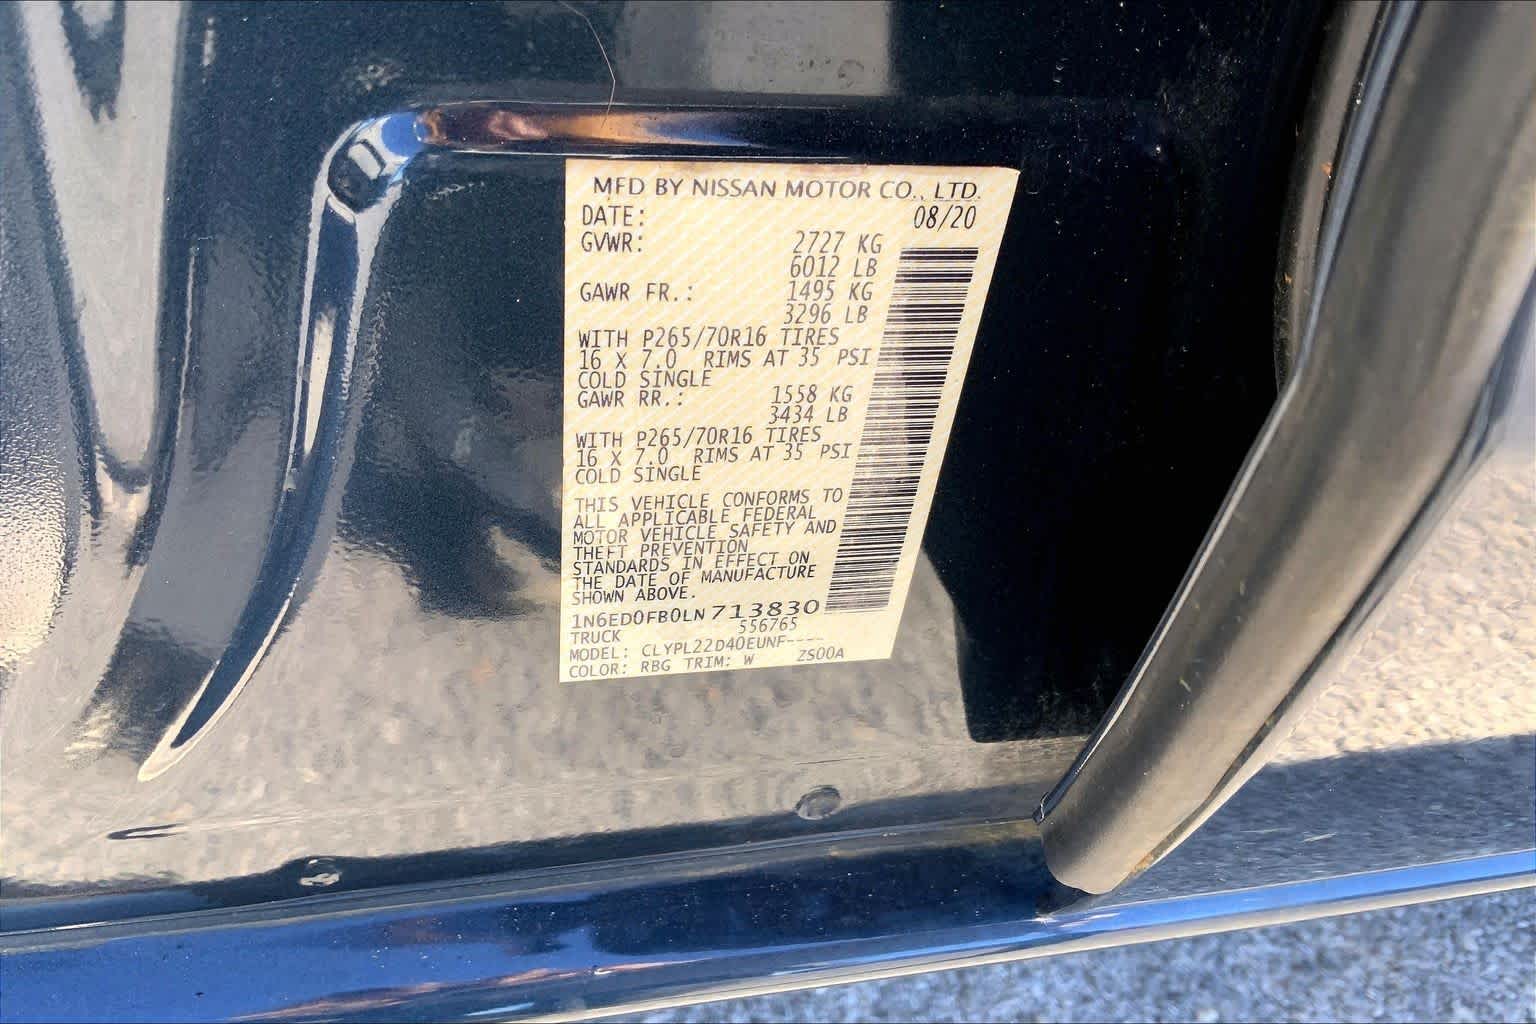 MFD BY NISSAN MOTOR CO., LTD.
DATE: 08/20
GVWR: 2727 KG
6012 LB
GAWR FR.: 1495 KG
3296 LB
WITH P265/70R16 TIRES
16 X 7.0 RIMS AT 35 PSI
COLD SINGLE
GAWR RR.: 1558 KG
3434 LB
WITH P265/70R16 TIRES
16 X 7.0 RIMS AT 35 PSI
COLD SINGLE
THIS VEHICLE CONFORMS TO
ALL APPLICABLE FEDERAL
MOTOR VEHICLE SAFETY AND
THEFT PREVENTION
STANDARDS IN EFFECT ON
THE DATE OF MANUFACTURE
SHOWN ABOVE.
1N6ED0FB0LN713830
TRUCK 556765
MODEL: CLYPL22D40EUNF----
COLOR: RBG TRIM: W ZS00A